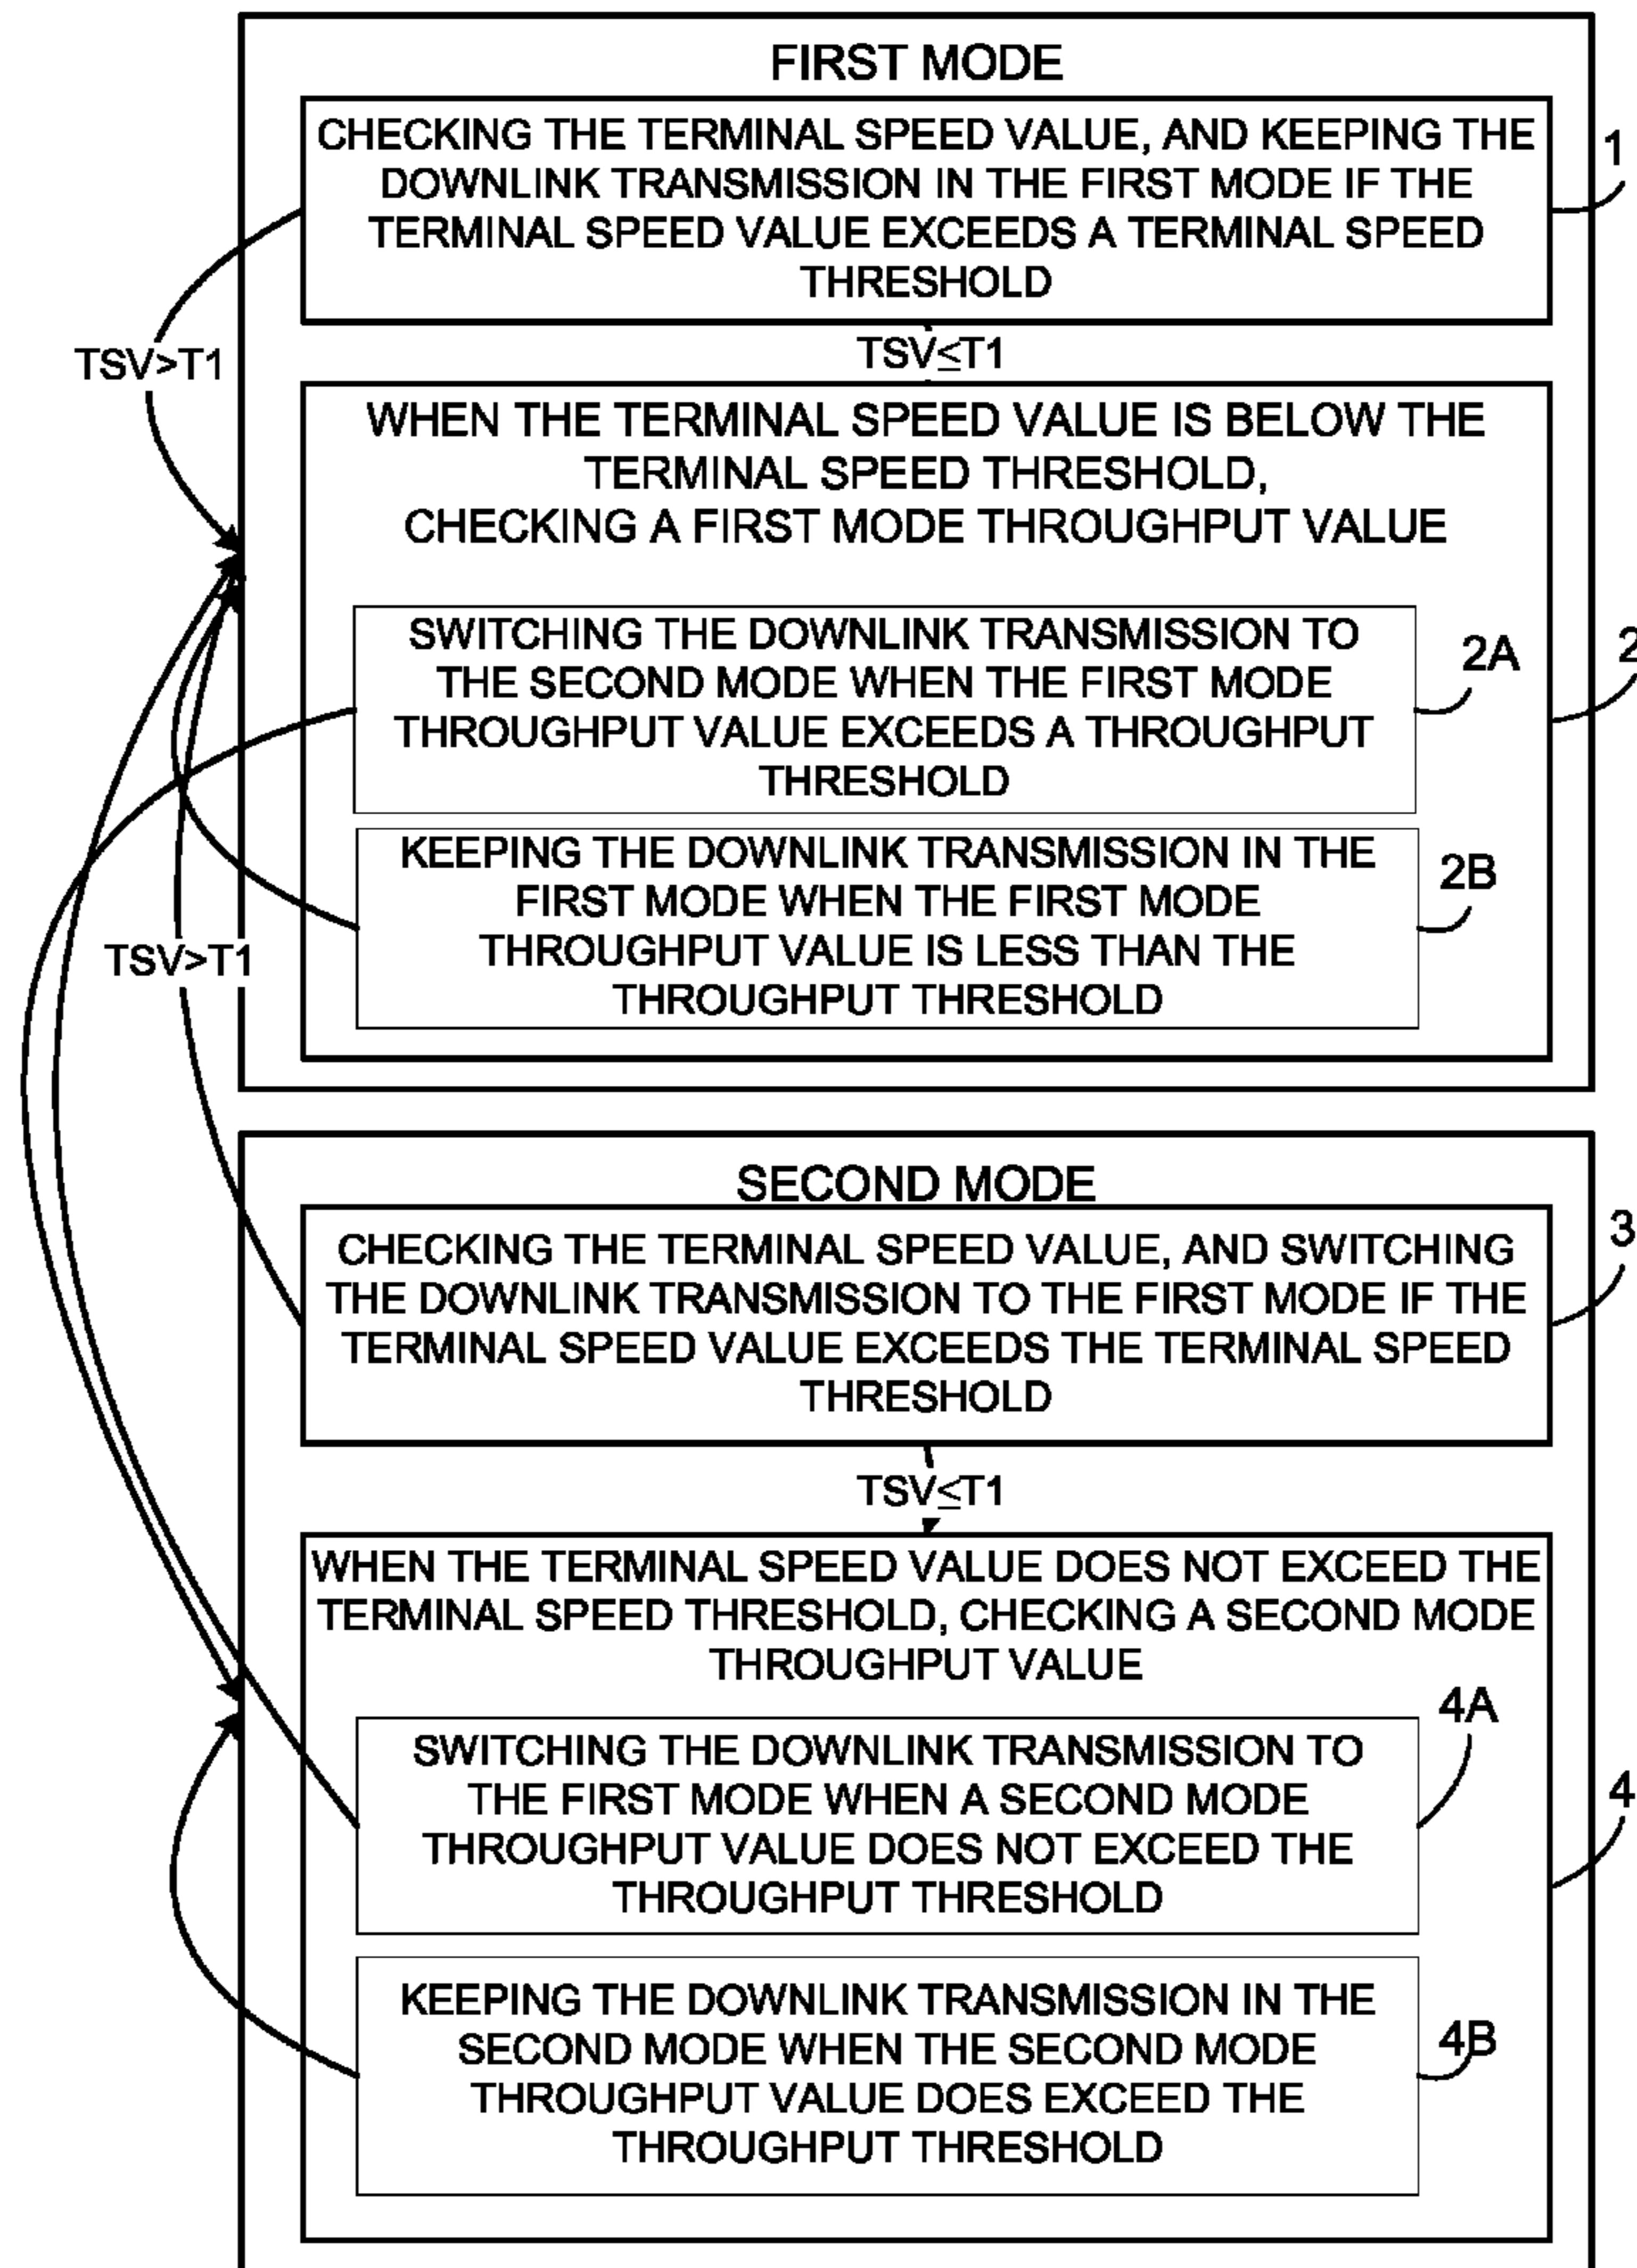 FIRST MODE
CHECKING THE TERMINAL SPEED VALUE, AND KEEPING THE
DOWNLINK TRANSMISSION IN THE FIRST MODE IF THE
TERMINAL SPEED VALUE EXCEEDS A TERMINAL SPEED
THRESHOLD
1
TSV>T1
TSV≤T1
WHEN THE TERMINAL SPEED VALUE IS BELOW THE
TERMINAL SPEED THRESHOLD,
CHECKING A FIRST MODE THROUGHPUT VALUE
2
SWITCHING THE DOWNLINK TRANSMISSION TO
THE SECOND MODE WHEN THE FIRST MODE
THROUGHPUT VALUE EXCEEDS A THROUGHPUT
THRESHOLD
2A
KEEPING THE DOWNLINK TRANSMISSION IN THE
FIRST MODE WHEN THE FIRST MODE
THROUGHPUT VALUE IS LESS THAN THE
THROUGHPUT THRESHOLD
2B
TSV>T1
SECOND MODE
CHECKING THE TERMINAL SPEED VALUE, AND SWITCHING
THE DOWNLINK TRANSMISSION TO THE FIRST MODE IF THE
TERMINAL SPEED VALUE EXCEEDS THE TERMINAL SPEED
THRESHOLD
3
TSV≤T1
WHEN THE TERMINAL SPEED VALUE DOES NOT EXCEED THE
TERMINAL SPEED THRESHOLD, CHECKING A SECOND MODE
THROUGHPUT VALUE
4A
SWITCHING THE DOWNLINK TRANSMISSION TO
THE FIRST MODE WHEN A SECOND MODE
THROUGHPUT VALUE DOES NOT EXCEED THE
THROUGHPUT THRESHOLD
4
KEEPING THE DOWNLINK TRANSMISSION IN THE
SECOND MODE WHEN THE SECOND MODE
THROUGHPUT VALUE DOES EXCEED THE
THROUGHPUT THRESHOLD
4B